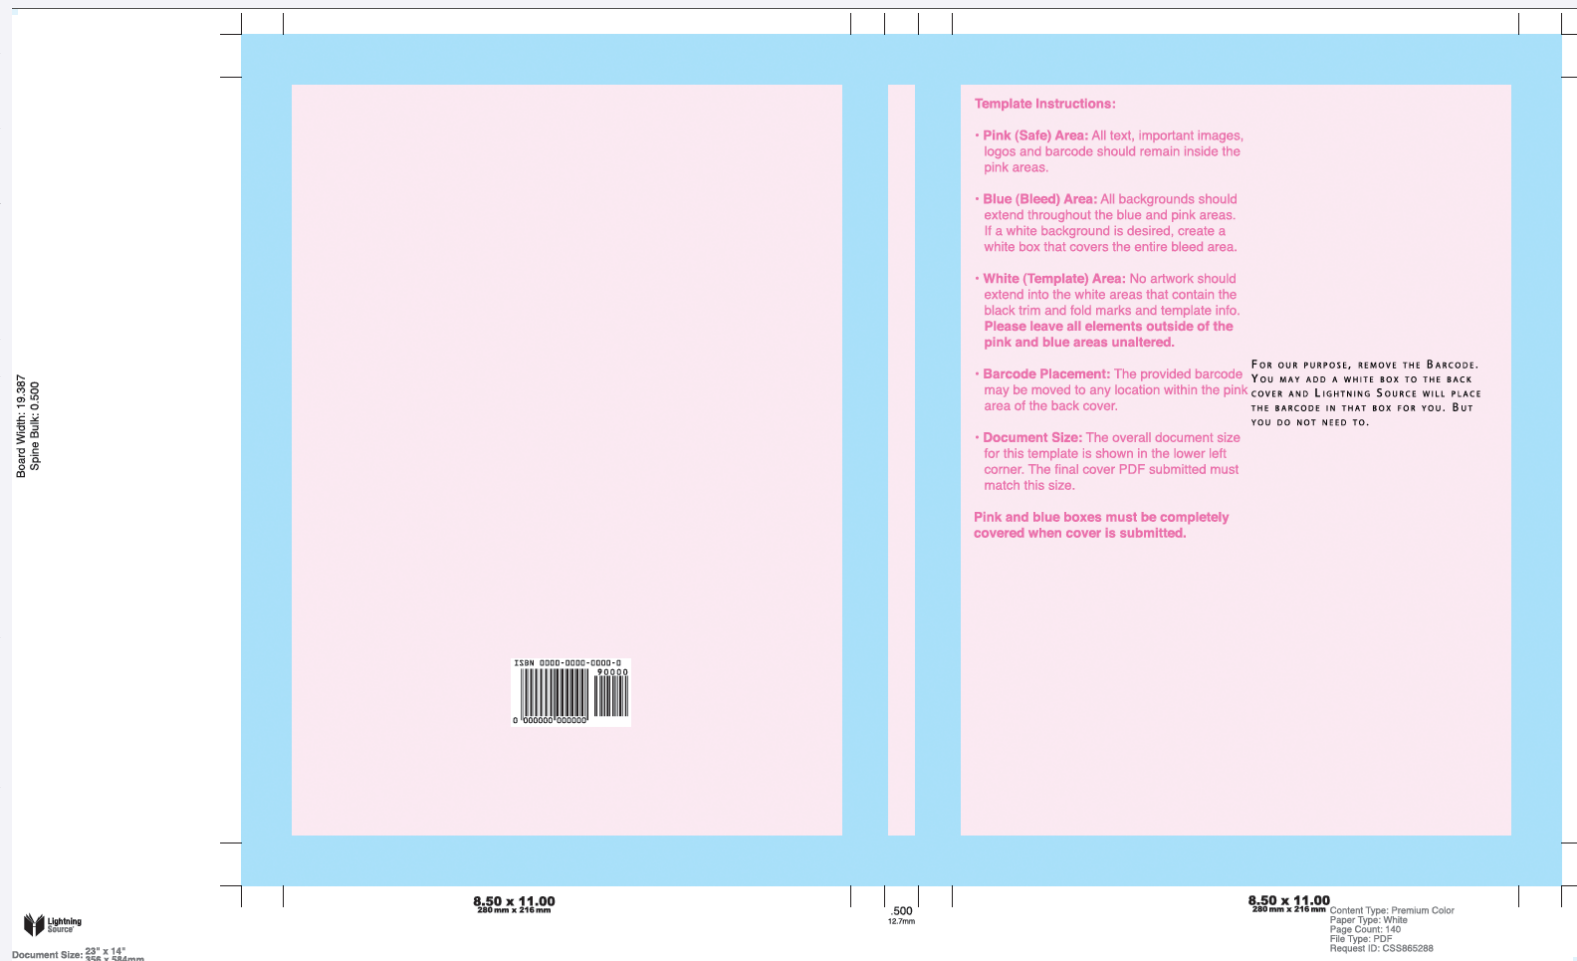 Template Instructions:
• Pink (Safe) Area: All text, important images,
logos and barcode should remain inside the
pink areas.
• Blue (Bleed) Area: All backgrounds should
extend throughout the blue and pink areas.
If a white background is desired, create a
white box that covers the entire bleed area.
• White (Template) Area: No artwork should
extend into the white areas that contain the
black trim and fold marks and template info.
Please leave all elements outside of the
pink and blue areas unaltered.
• Barcode Placement: The provided barcode
may be moved to any location within the pink
area of the back cover.
• Document Size: The overall document size
for this template is shown in the lower left
corner. The final cover PDF submitted must
match this size.
Pink and blue boxes must be completely
covered when cover is submitted.
For our purpose, remove the Barcode.
You may add a white box to the back
cover and Lightning Source will place
the barcode in that box for you. But
you do not need to.
Board Width: 19.387
Spine Bulk: 0.500
ISBN 0000-0000-0000-0
90000
0 000000 000000
8.50 x 11.00
280 mm x 216 mm
.500
12.7mm
8.50 x 11.00
280 mm x 216 mm
Content Type: Premium Color
Paper Type: White
Page Count: 140
File Type: PDF
Request ID: CSS865288
Lightning
Source
Document Size: 23" x 14"
356 x 584mm